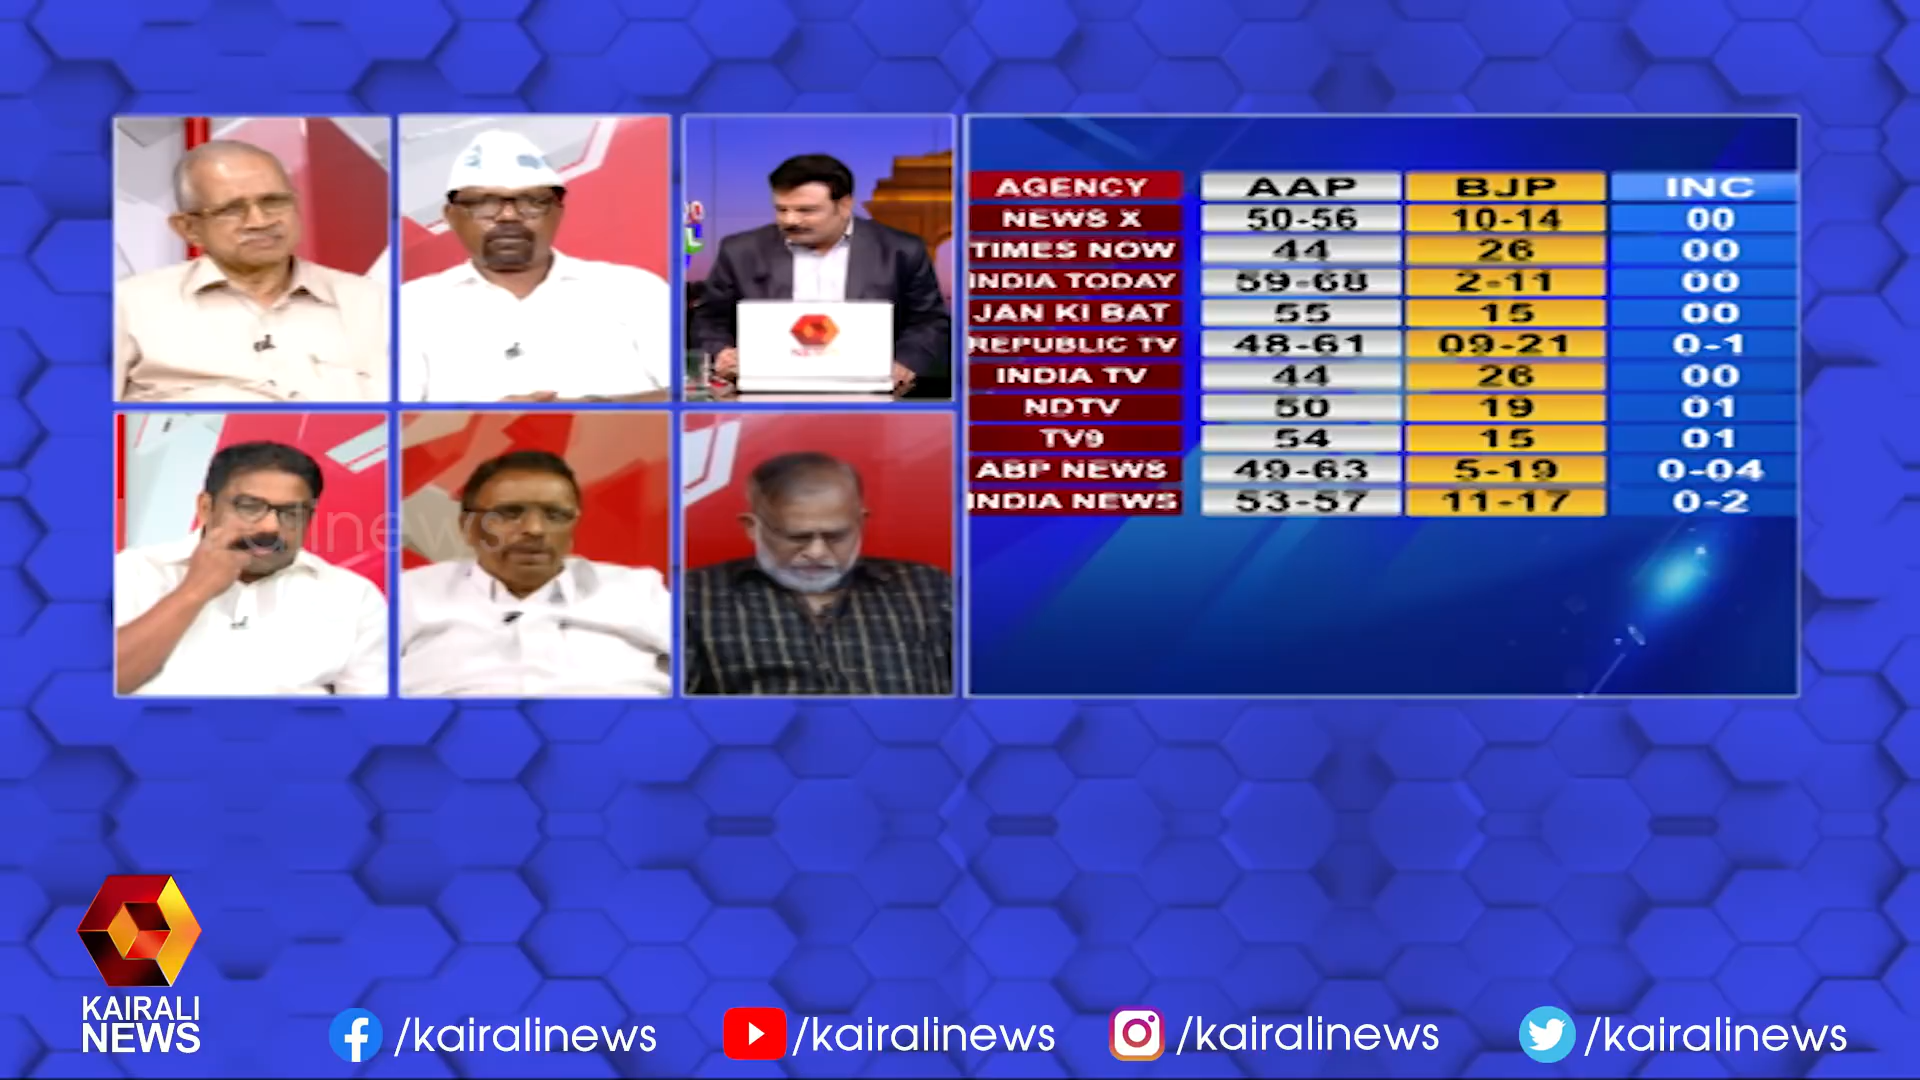 AGENCY AAP BJP INC
NEWS X 50-56 10-14 00
TIMES NOW 44 26 00
INDIA TODAY 59-68 2-11 00
JAN KI BAT 55 15 00
REPUBLIC TV 48-61 09-21 0-1
INDIA TV 44 26 00
NDTV 50 19 01
TV9 54 15 01
ABP NEWS 49-63 5-19 0-04
INDIA NEWS 53-57 11-17 0-2
KAIRALI
NEWS
/kairalinews /kairalinews /kairalinews /kairalinews